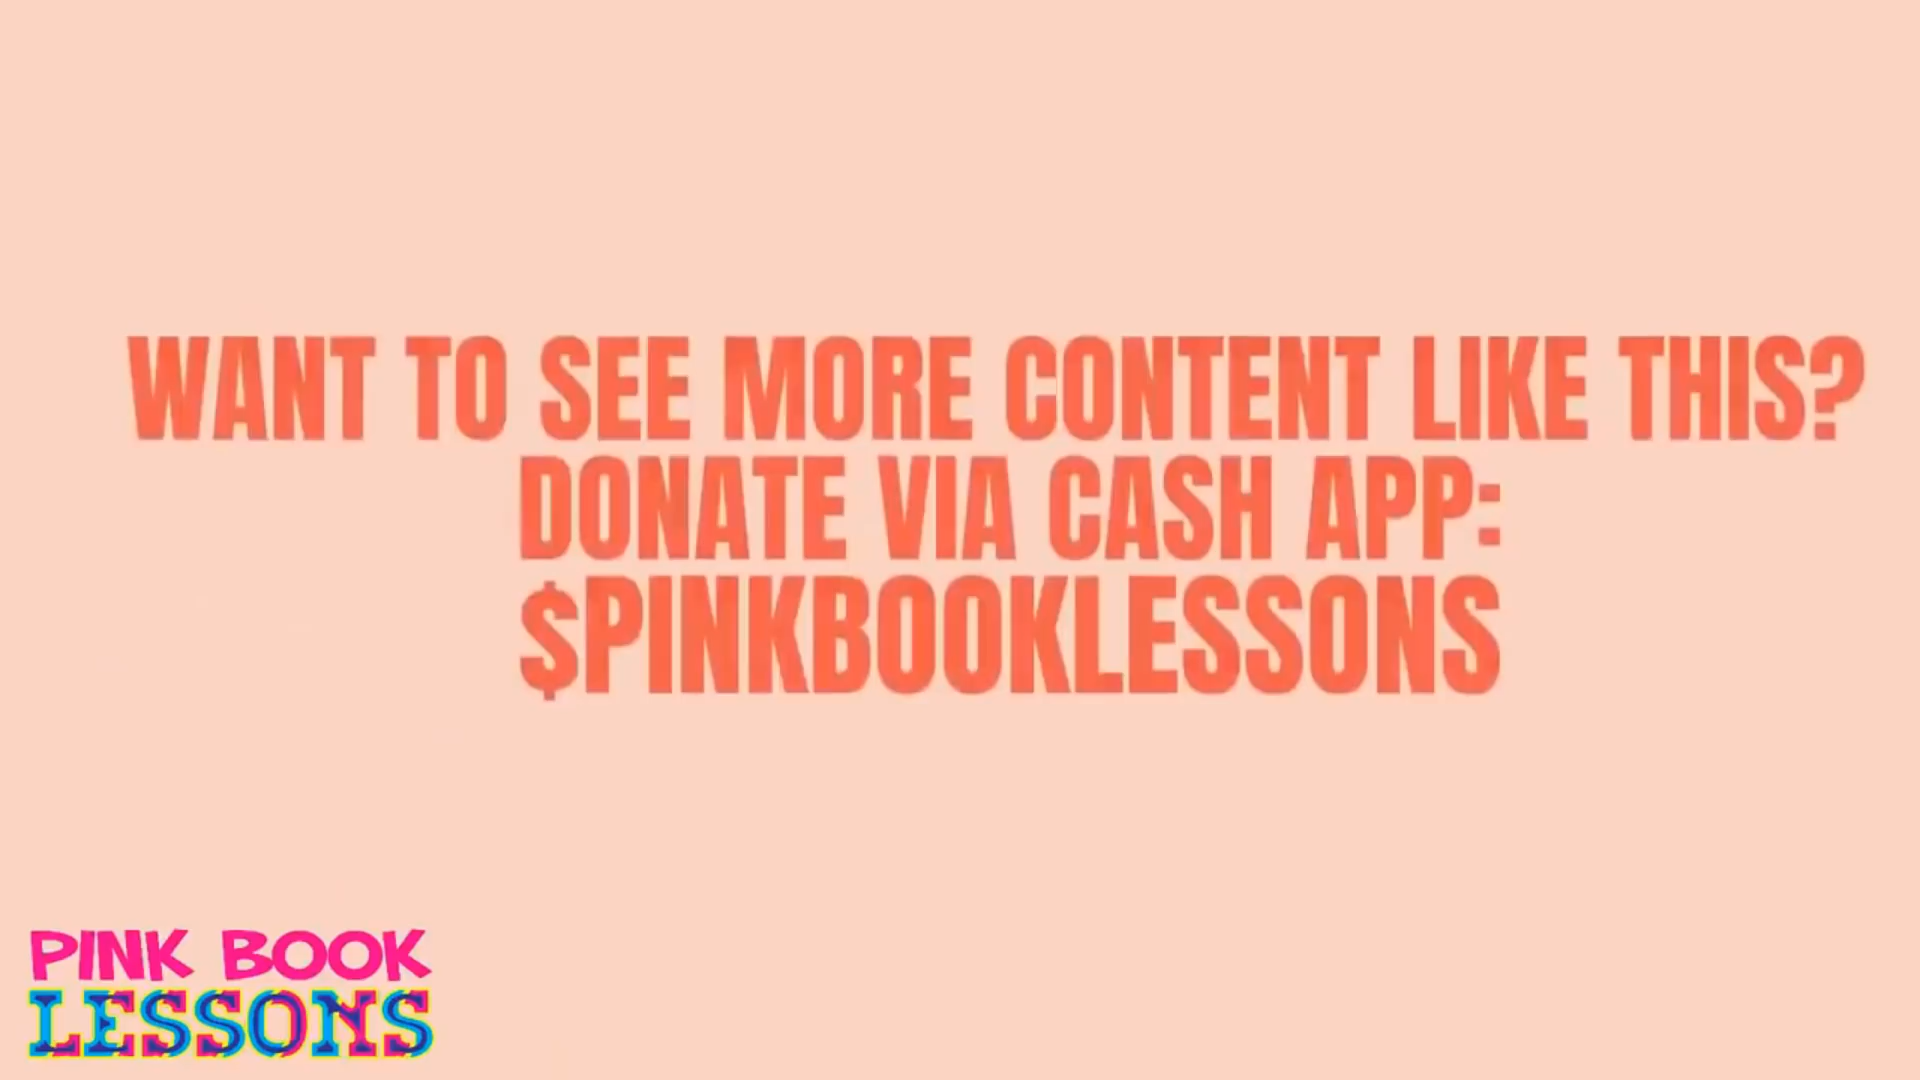 WANT TO SEE MORE CONTENT LIKE THIS?
DONATE VIA CASH APP:
$PINKBOOKLESSONS
PINK BOOK
LESSONS